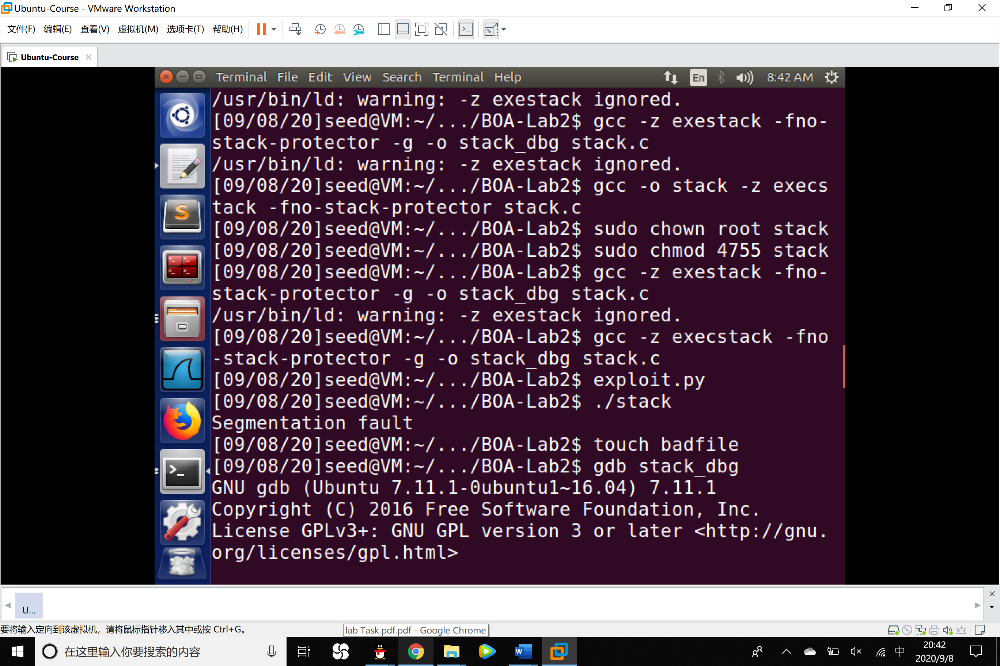 Ubuntu-Course - VMware Workstation
文件(F) 编辑(E) 查看(V) 虚拟机(M) 选项卡(T) 帮助(H)
Ubuntu-Course
Terminal File Edit View Search Terminal Help En 8:42 AM
/usr/bin/ld: warning: -z exestack ignored.
[09/08/20]seed@VM:~/.../BOA-Lab2$ gcc -z exestack -fno-
stack-protector -g -o stack_dbg stack.c
/usr/bin/ld: warning: -z exestack ignored.
[09/08/20]seed@VM:~/.../BOA-Lab2$ gcc -o stack -z execs
tack -fno-stack-protector stack.c
[09/08/20]seed@VM:~/.../BOA-Lab2$ sudo chown root stack
[09/08/20]seed@VM:~/.../BOA-Lab2$ sudo chmod 4755 stack
[09/08/20]seed@VM:~/.../BOA-Lab2$ gcc -z exestack -fno-
stack-protector -g -o stack_dbg stack.c
/usr/bin/ld: warning: -z exestack ignored.
[09/08/20]seed@VM:~/.../BOA-Lab2$ gcc -z execstack -fno
-stack-protector -g -o stack_dbg stack.c
[09/08/20]seed@VM:~/.../BOA-Lab2$ exploit.py
[09/08/20]seed@VM:~/.../BOA-Lab2$ ./stack
Segmentation fault
[09/08/20]seed@VM:~/.../BOA-Lab2$ touch badfile
[09/08/20]seed@VM:~/.../BOA-Lab2$ gdb stack_dbg
GNU gdb (Ubuntu 7.11.1-0ubuntu1~16.04) 7.11.1
Copyright (C) 2016 Free Software Foundation, Inc.
License GPLv3+: GNU GPL version 3 or later <http://gnu.
org/licenses/gpl.html>
U...
要将输入定向到该虚拟机，请将鼠标指针移入其中或按 Ctrl+G。
lab Task.pdf.pdf - Google Chrome
在这里输入你要搜索的内容
中
20:42
2020/9/8